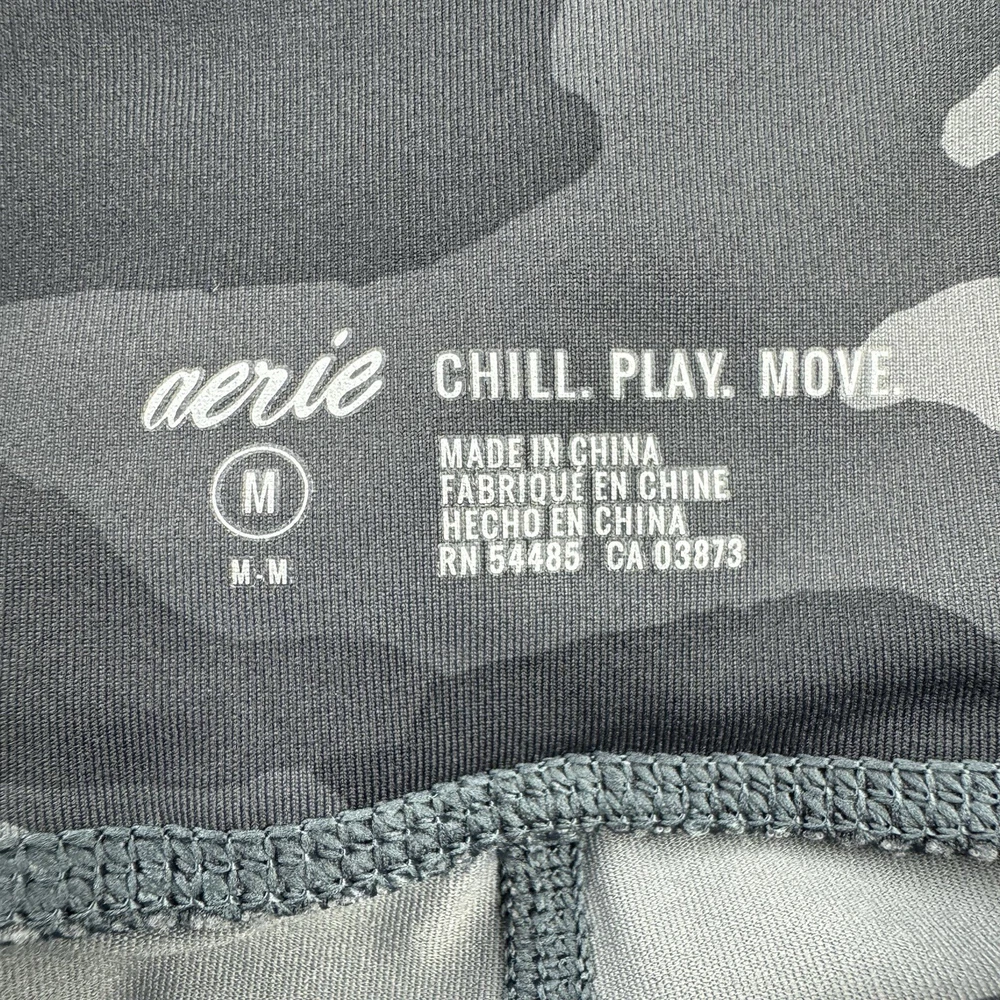 aerie CHILL. PLAY. MOVE.
M
M-M
MADE IN CHINA
FABRIQUÉ EN CHINE
HECHO EN CHINA
RN 54485 CA 03873